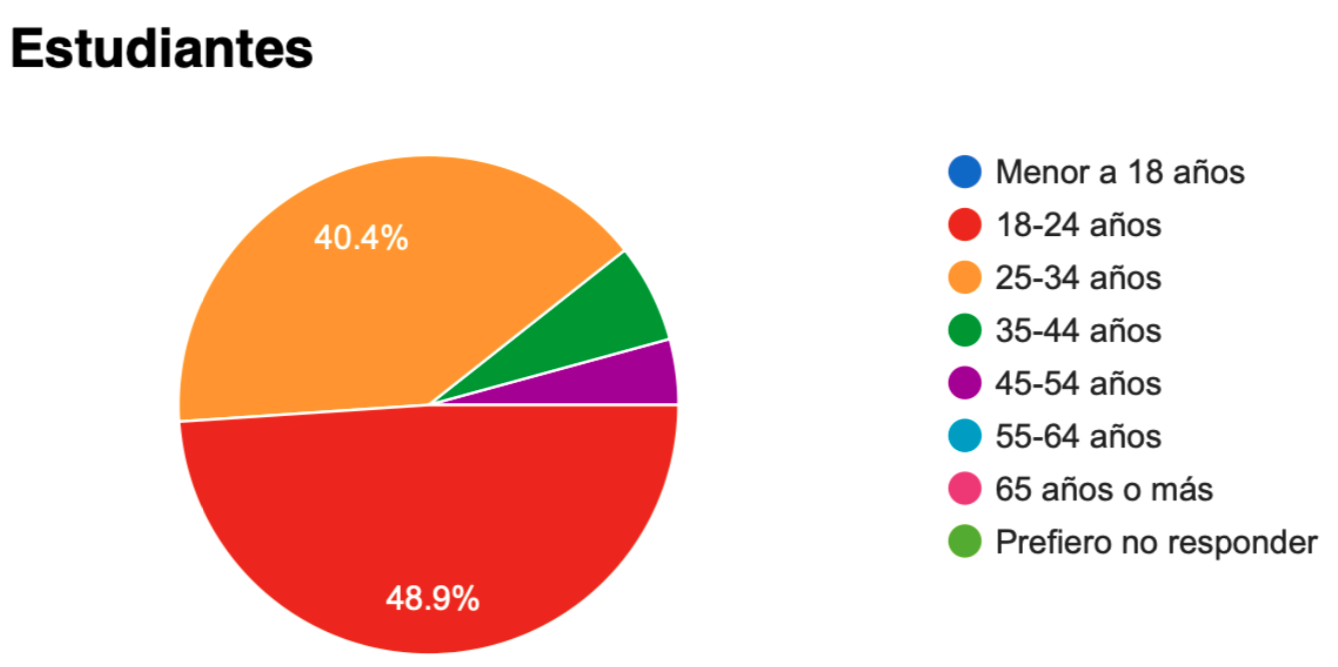 Estudiantes
40.4%
48.9%
Menor a 18 años
18-24 años
25-34 años
35-44 años
45-54 años
55-64 años
65 años o más
Prefiero no responder